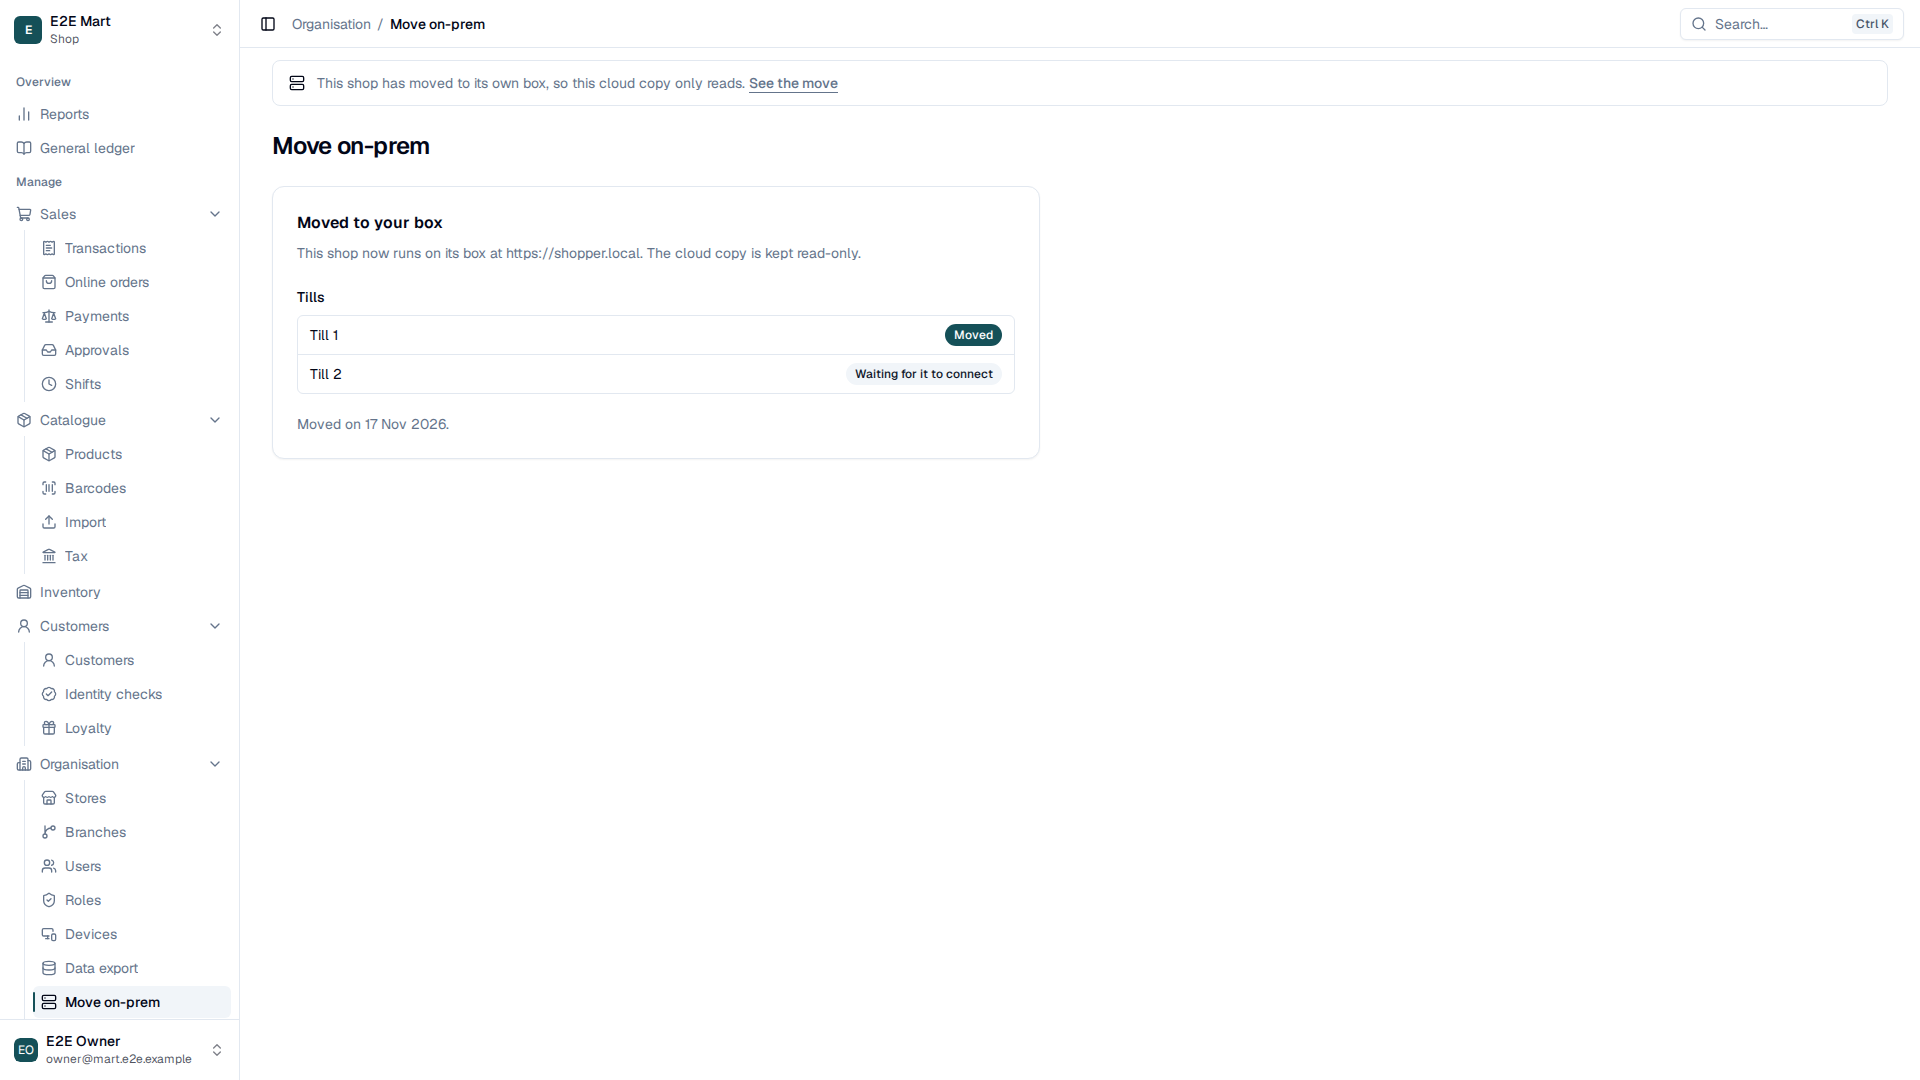 E
E2E Mart
Shop
Overview
Reports
General ledger
Manage
Sales
Transactions
Online orders
Payments
Approvals
Shifts
Catalogue
Products
Barcodes
Import
Tax
Inventory
Customers
Customers
Identity checks
Loyalty
Organisation
Stores
Branches
Users
Roles
Devices
Data export
Move on-prem
EO
E2E Owner
owner@mart.e2e.example
Organisation / Move on-prem
Search...
Ctrl K
This shop has moved to its own box, so this cloud copy only reads. See the move
Move on-prem
Moved to your box
This shop now runs on its box at https://shopper.local. The cloud copy is kept read-only.
Tills
Till 1
Moved
Till 2
Waiting for it to connect
Moved on 17 Nov 2026.